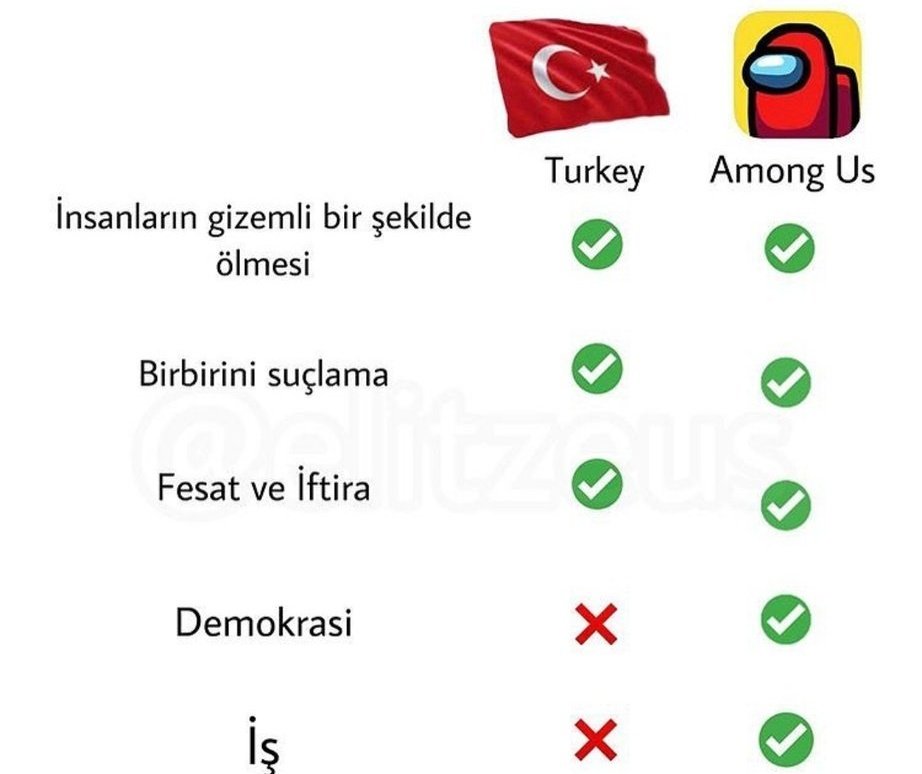 Turkey
Among Us
İnsanların gizemli bir şekilde
ölmesi
Birbirini suçlama
@elitzeus
Fesat ve İftira
Demokrasi
İş